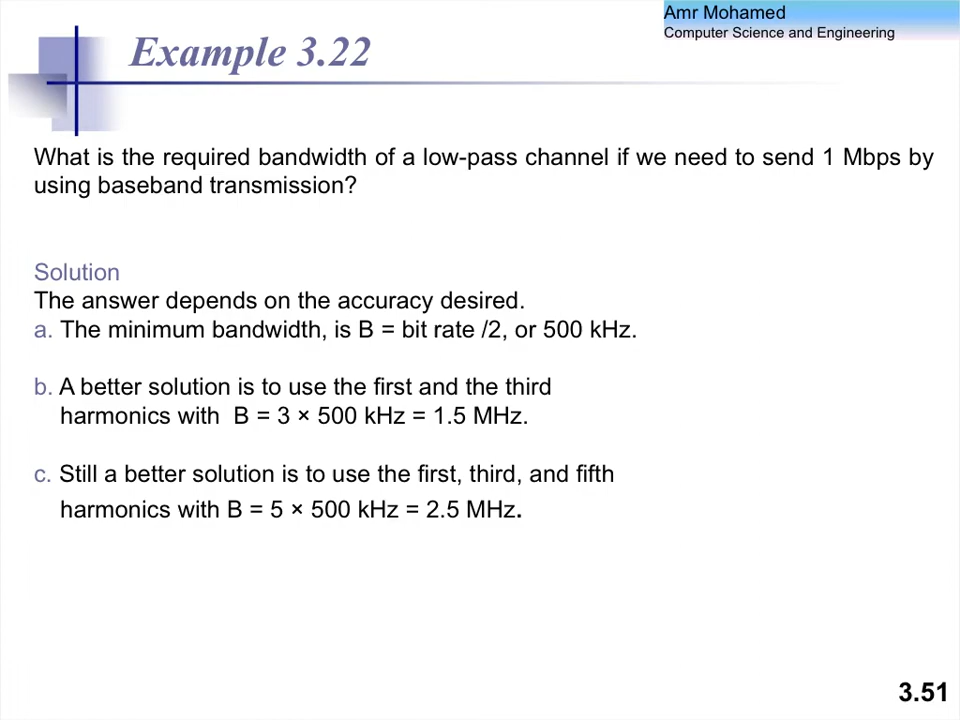 Amr Mohamed
Computer Science and Engineering
Example 3.22
What is the required bandwidth of a low-pass channel if we need to send 1 Mbps by
using baseband transmission?
Solution
The answer depends on the accuracy desired.
a. The minimum bandwidth, is B = bit rate /2, or 500 kHz.
b. A better solution is to use the first and the third
harmonics with B = 3 × 500 kHz = 1.5 MHz.
c. Still a better solution is to use the first, third, and fifth
harmonics with B = 5 × 500 kHz = 2.5 MHz.
3.51